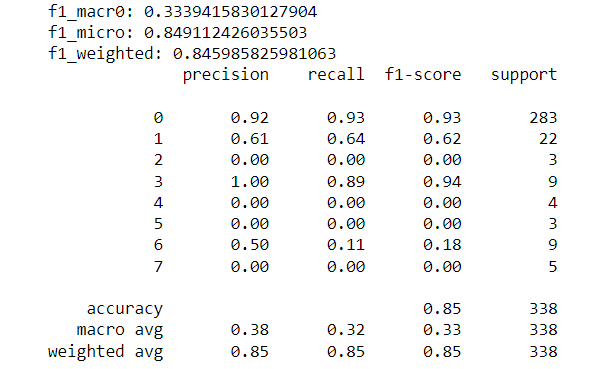 f1_macr0: 0.3339415830127904
f1_micro: 0.849112426035503
f1_weighted: 0.845985825981063
precision recall f1-score support
0 0.92 0.93 0.93 283
1 0.61 0.64 0.62 22
2 0.00 0.00 0.00 3
3 1.00 0.89 0.94 9
4 0.00 0.00 0.00 4
5 0.00 0.00 0.00 3
6 0.50 0.11 0.18 9
7 0.00 0.00 0.00 5
accuracy 0.85 338
macro avg 0.38 0.32 0.33 338
weighted avg 0.85 0.85 0.85 338